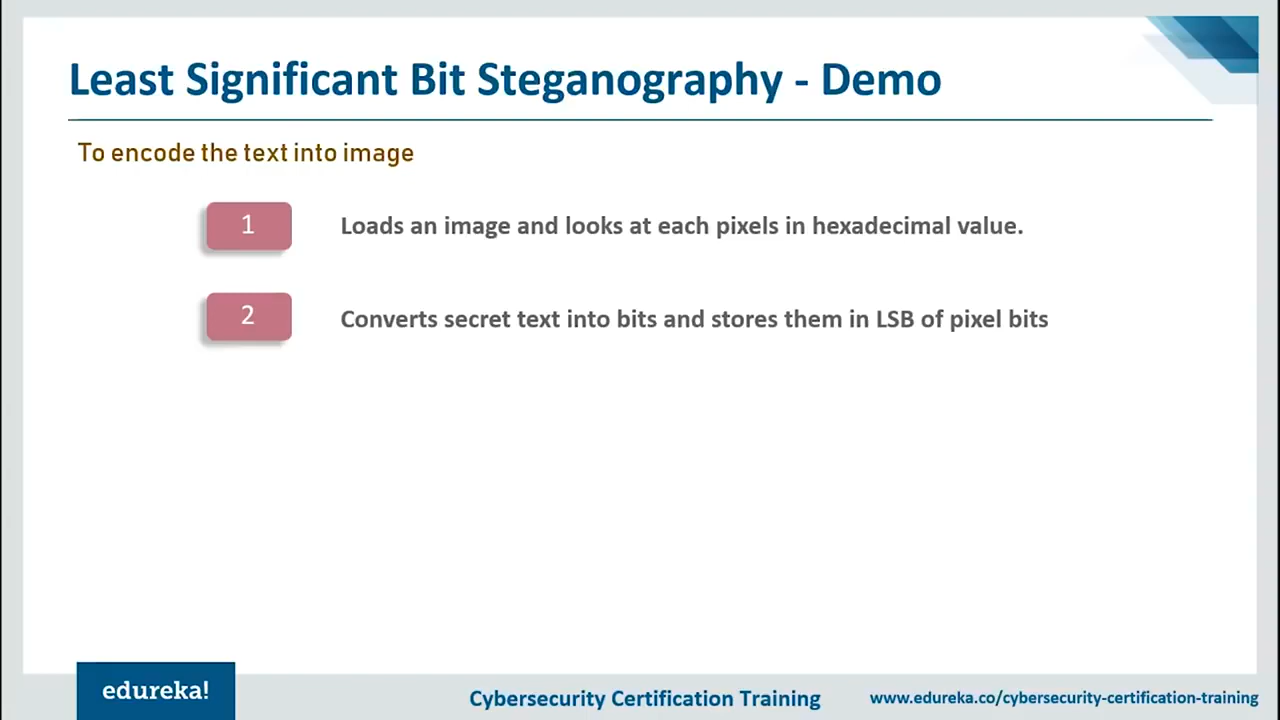 Least Significant Bit Steganography - Demo
To encode the text into image
1
Loads an image and looks at each pixels in hexadecimal value.
2
Converts secret text into bits and stores them in LSB of pixel bits
edureka!
Cybersecurity Certification Training
www.edureka.co/cybersecurity-certification-training